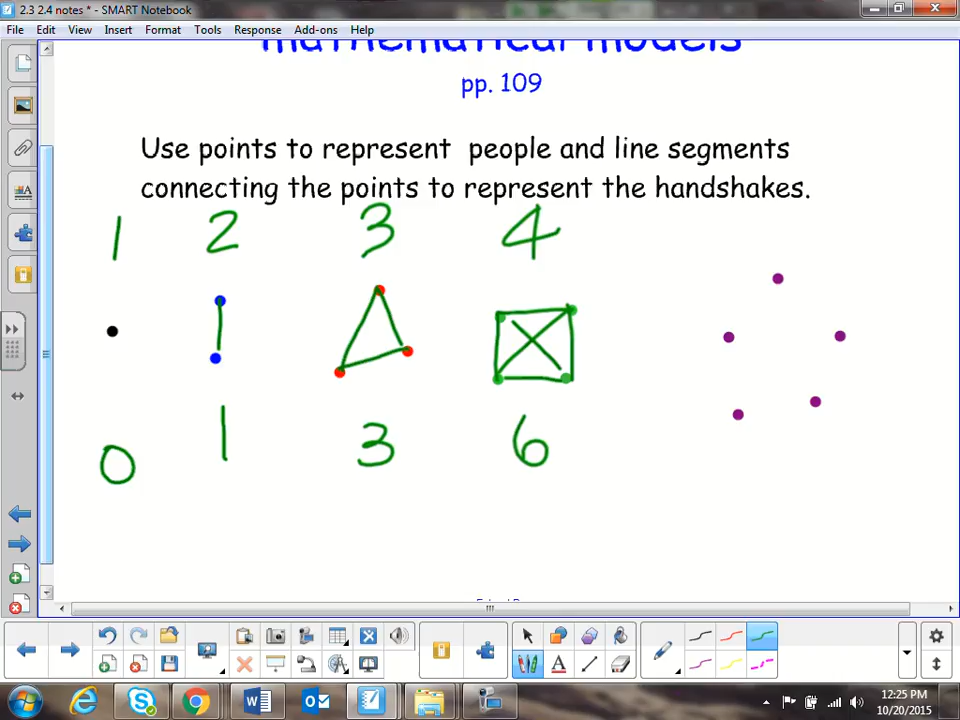 2.3 2.4 notes * - SMART Notebook
File Edit View Insert Format Tools Response Add-ons Help
mathematical models
pp. 109
Use points to represent people and line segments
connecting the points to represent the handshakes.
1 2 3 4
0 1 3 6
12:25 PM
10/20/2015